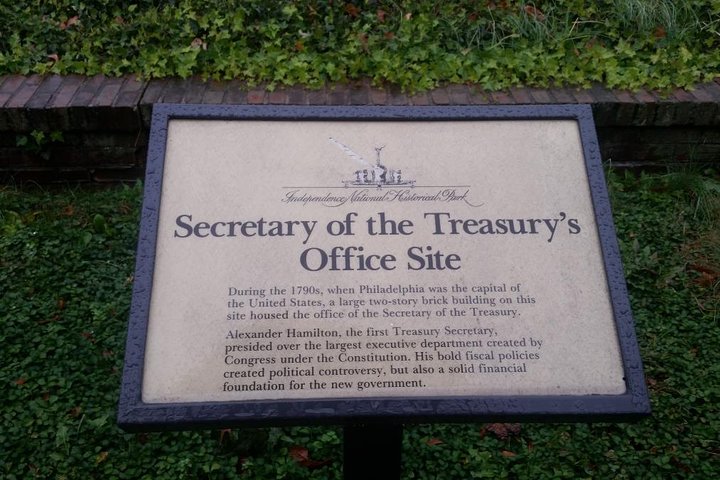 Independence National Historical Park
Secretary of the Treasury's
Office Site
During the 1790s, when Philadelphia was the capital of
the United States, a large two-story brick building on this
site housed the office of the Secretary of the Treasury.
Alexander Hamilton, the first Treasury Secretary,
presided over the largest executive department created by
Congress under the Constitution. His bold fiscal policies
created political controversy, but also a solid financial
foundation for the new government.